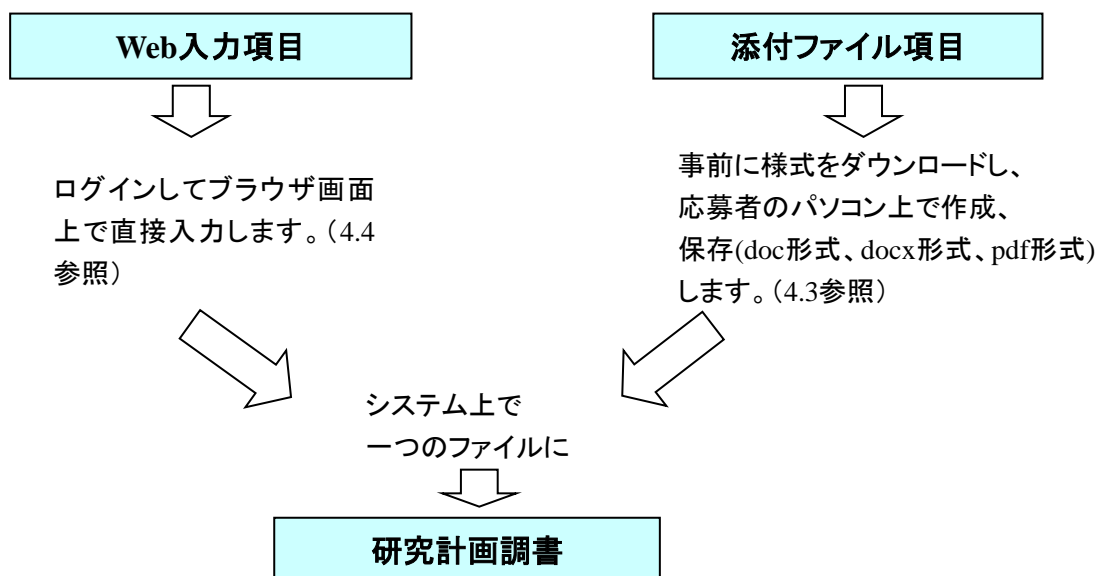 Web入力項目
添付ファイル項目
ログインしてブラウザ画面
上で直接入力します。（4.4
参照）
事前に様式をダウンロードし、
応募者のパソコン上で作成、
保存(doc形式、docx形式、pdf形式)
します。（4.3参照）
システム上で
一つのファイルに
研究計画調書